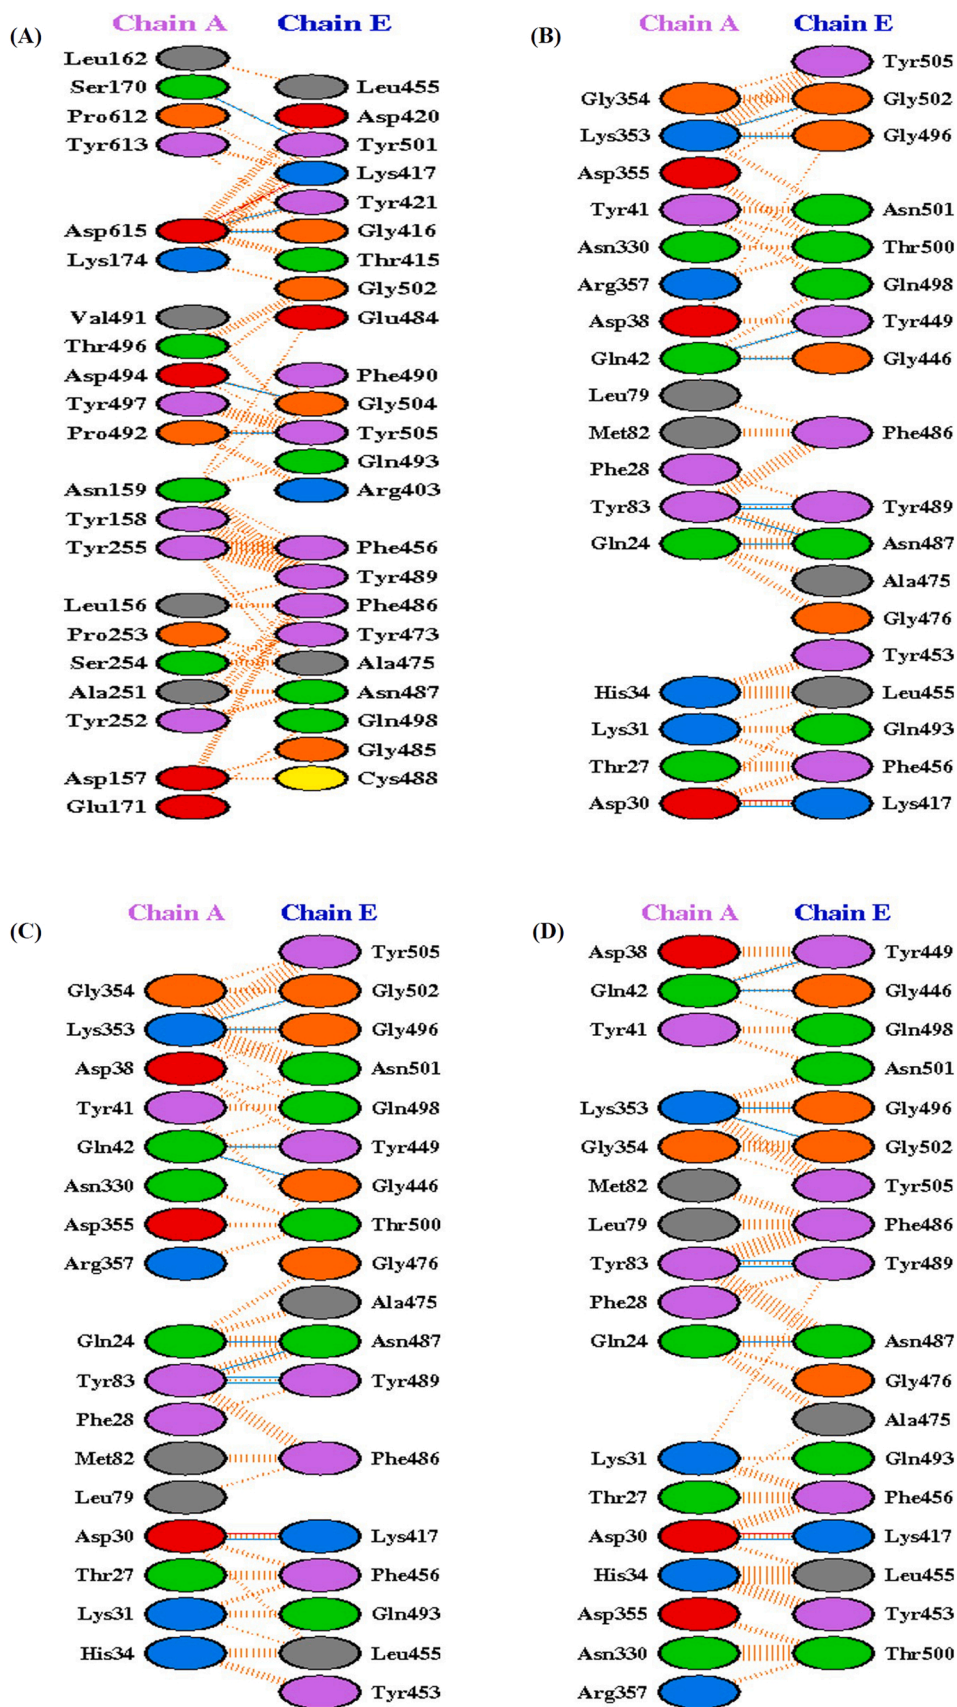 Chain A Chain E
(A)
Leu162
Ser170 Leu455
Pro612 Asp420
Tyr613 Tyr501
Lys417
Tyr421
Asp615 Gly416
Lys174 Thr415
Gly502
Val491 Glu484
Thr496
Asp494 Phe490
Tyr497 Gly504
Pro492 Tyr505
Gln493
Asn159 Arg403
Tyr158
Tyr255 Phe456
Tyr489
Leu156 Phe486
Pro253 Tyr473
Ser254 Ala475
Ala251 Asn487
Tyr252 Gln498
Gly485
Asp157 Cys488
Glu171
Chain A Chain E
(B)
Tyr505
Gly354 Gly502
Lys353 Gly496
Asp355
Tyr41 Asn501
Asn330 Thr500
Arg357 Gln498
Asp38 Tyr449
Gln42 Gly446
Leu79
Met82 Phe486
Phe28
Tyr83 Tyr489
Gln24 Asn487
Ala475
Gly476
Tyr453
His34 Leu455
Lys31 Gln493
Thr27 Phe456
Asp30 Lys417
Chain A Chain E
(C)
Tyr505
Gly354 Gly502
Lys353 Gly496
Asp38 Asn501
Tyr41 Gln498
Gln42 Tyr449
Asn330 Gly446
Asp355 Thr500
Arg357 Gly476
Ala475
Gln24 Asn487
Tyr83 Tyr489
Phe28
Met82 Phe486
Leu79
Asp30 Lys417
Thr27 Phe456
Lys31 Gln493
His34 Leu455
Tyr453
Chain A Chain E
(D)
Asp38 Tyr449
Gln42 Gly446
Tyr41 Gln498
Asn501
Lys353 Gly496
Gly354 Gly502
Met82 Tyr505
Leu79 Phe486
Tyr83 Tyr489
Phe28
Gln24 Asn487
Gly476
Ala475
Lys31 Gln493
Thr27 Phe456
Asp30 Lys417
His34 Leu455
Asp355 Tyr453
Asn330 Thr500
Arg357